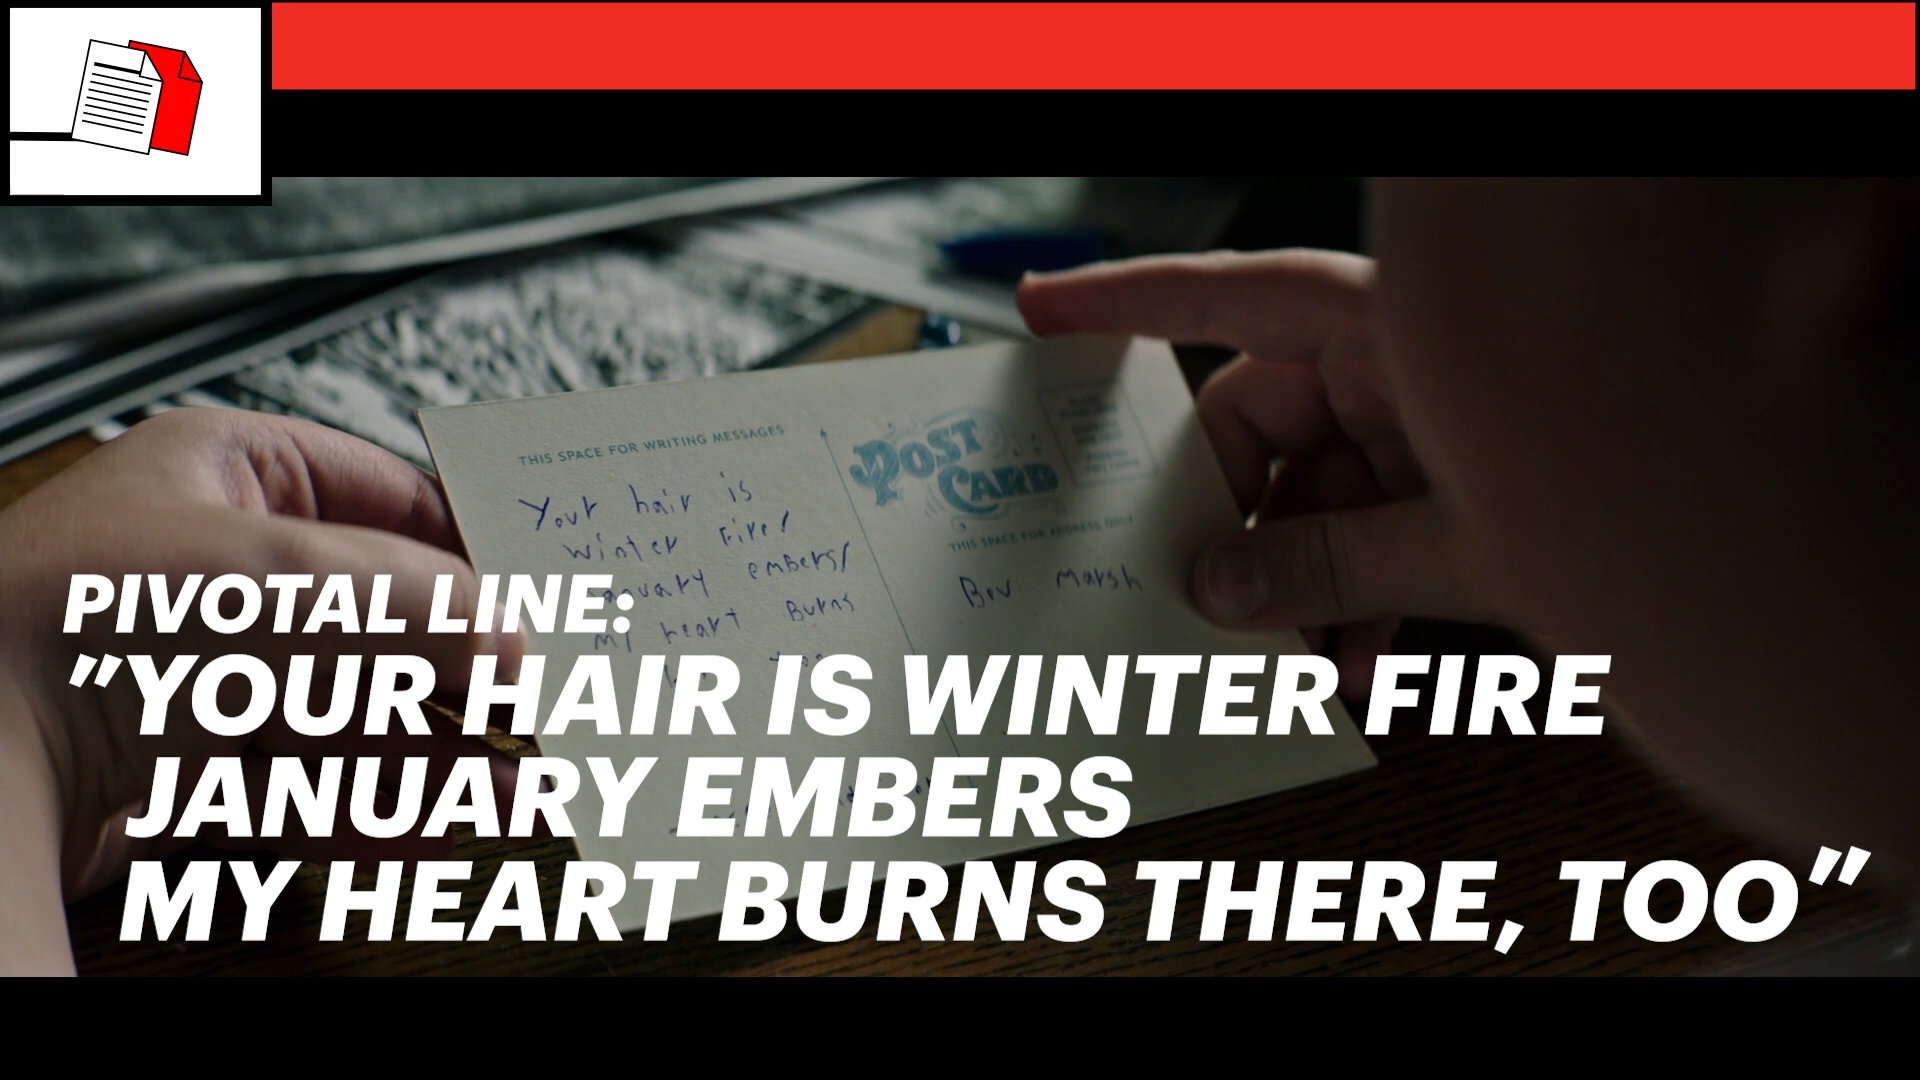 THIS SPACE FOR WRITING MESSAGES
Your hair is
winter fire/
January embers/
my heart Burns
POST
CARD
THIS SPACE FOR ADDRESS ONLY
Bev Marsh
PIVOTAL LINE:
"YOUR HAIR IS WINTER FIRE
JANUARY EMBERS
MY HEART BURNS THERE, TOO"